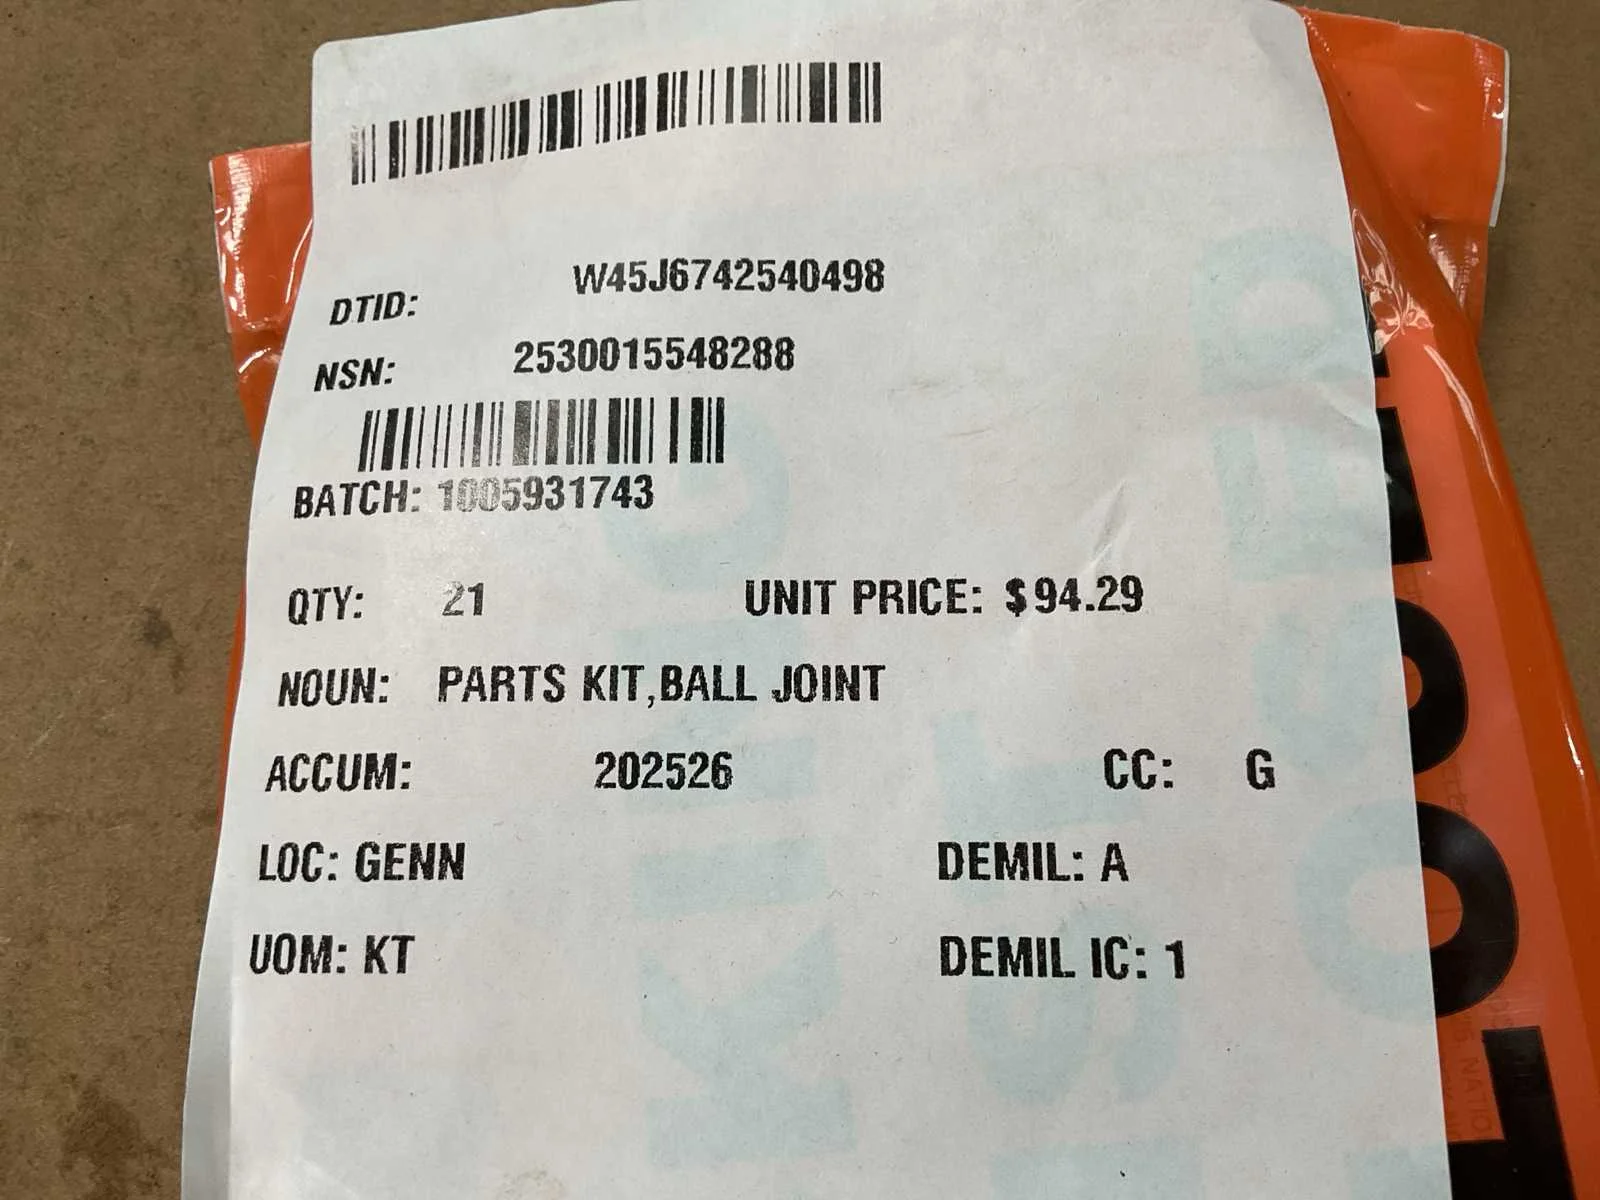 DTID: W45J6742540498
NSN: 2530015548288
BATCH: 1005931743
QTY: 21 UNIT PRICE: $94.29
NOUN: PARTS KIT,BALL JOINT
ACCUM: 202526 CC: G
LOC: GENN DEMIL: A
UOM: KT DEMIL IC: 1